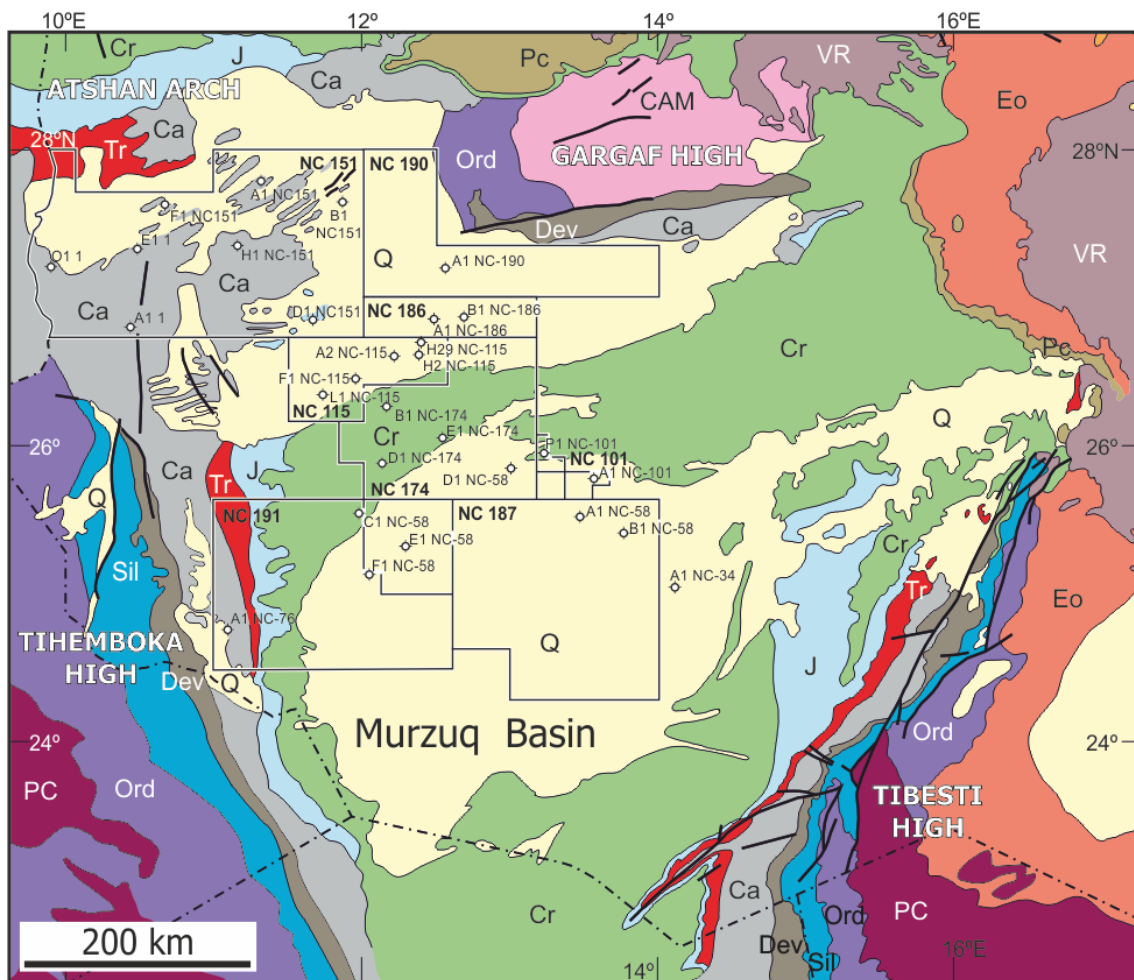 10ºE
12º
14º
16ºE
Cr
J
Ca
Pc
VR
ATSHAN ARCH
CAM
Eo
Ca
28ºN
Tr
Ord
GARGAF HIGH
28ºN
NC 151
NC 190
A1 NC151
F1 NC151
B1
NC151
Dev
Ca
E1 1
O1 1
H1 NC-151
Q
A1 NC-190
VR
Ca
Ca
D1 NC151
NC 186
B1 NC-186
A1 NC-186
A1 1
H29 NC-115
A2 NC-115
H2 NC-115
Cr
Pc
F1 NC-115
L1 NC-115
NC 115
B1 NC-174
Q
26º
Cr
E1 NC-174
P1 NC-101
26º
NC 101
Ca
J
D1 NC-174
A1 NC-101
D1 NC-58
Q
Tr
NC 174
NC 191
C1 NC-58
NC 187
A1 NC-58
B1 NC-58
E1 NC-58
Cr
Sil
F1 NC-58
A1 NC-34
Tr
Eo
A1 NC-76
TIHEMBOKA
HIGH
Q
J
Dev
Q
Ord
24º
Murzuq Basin
24º
PC
Ord
TIBESTI
HIGH
Ca
PC
Cr
Ord
200 km
Dev
Sil
14º
16ºE